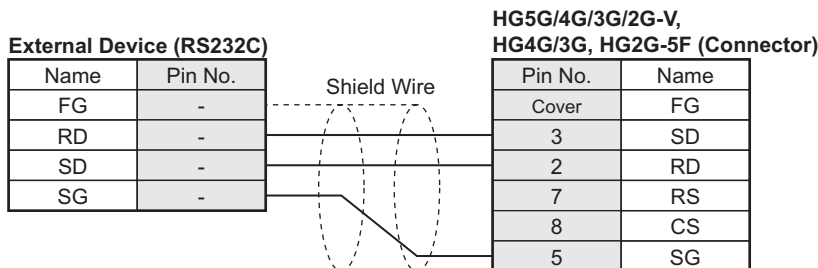 HG5G/4G/3G/2G-V,
External Device (RS232C) HG4G/3G, HG2G-5F (Connector)
Name Pin No. Shield Wire Pin No. Name
FG - Cover FG
RD - 3 SD
SD - 2 RD
SG - 7 RS
8 CS
5 SG